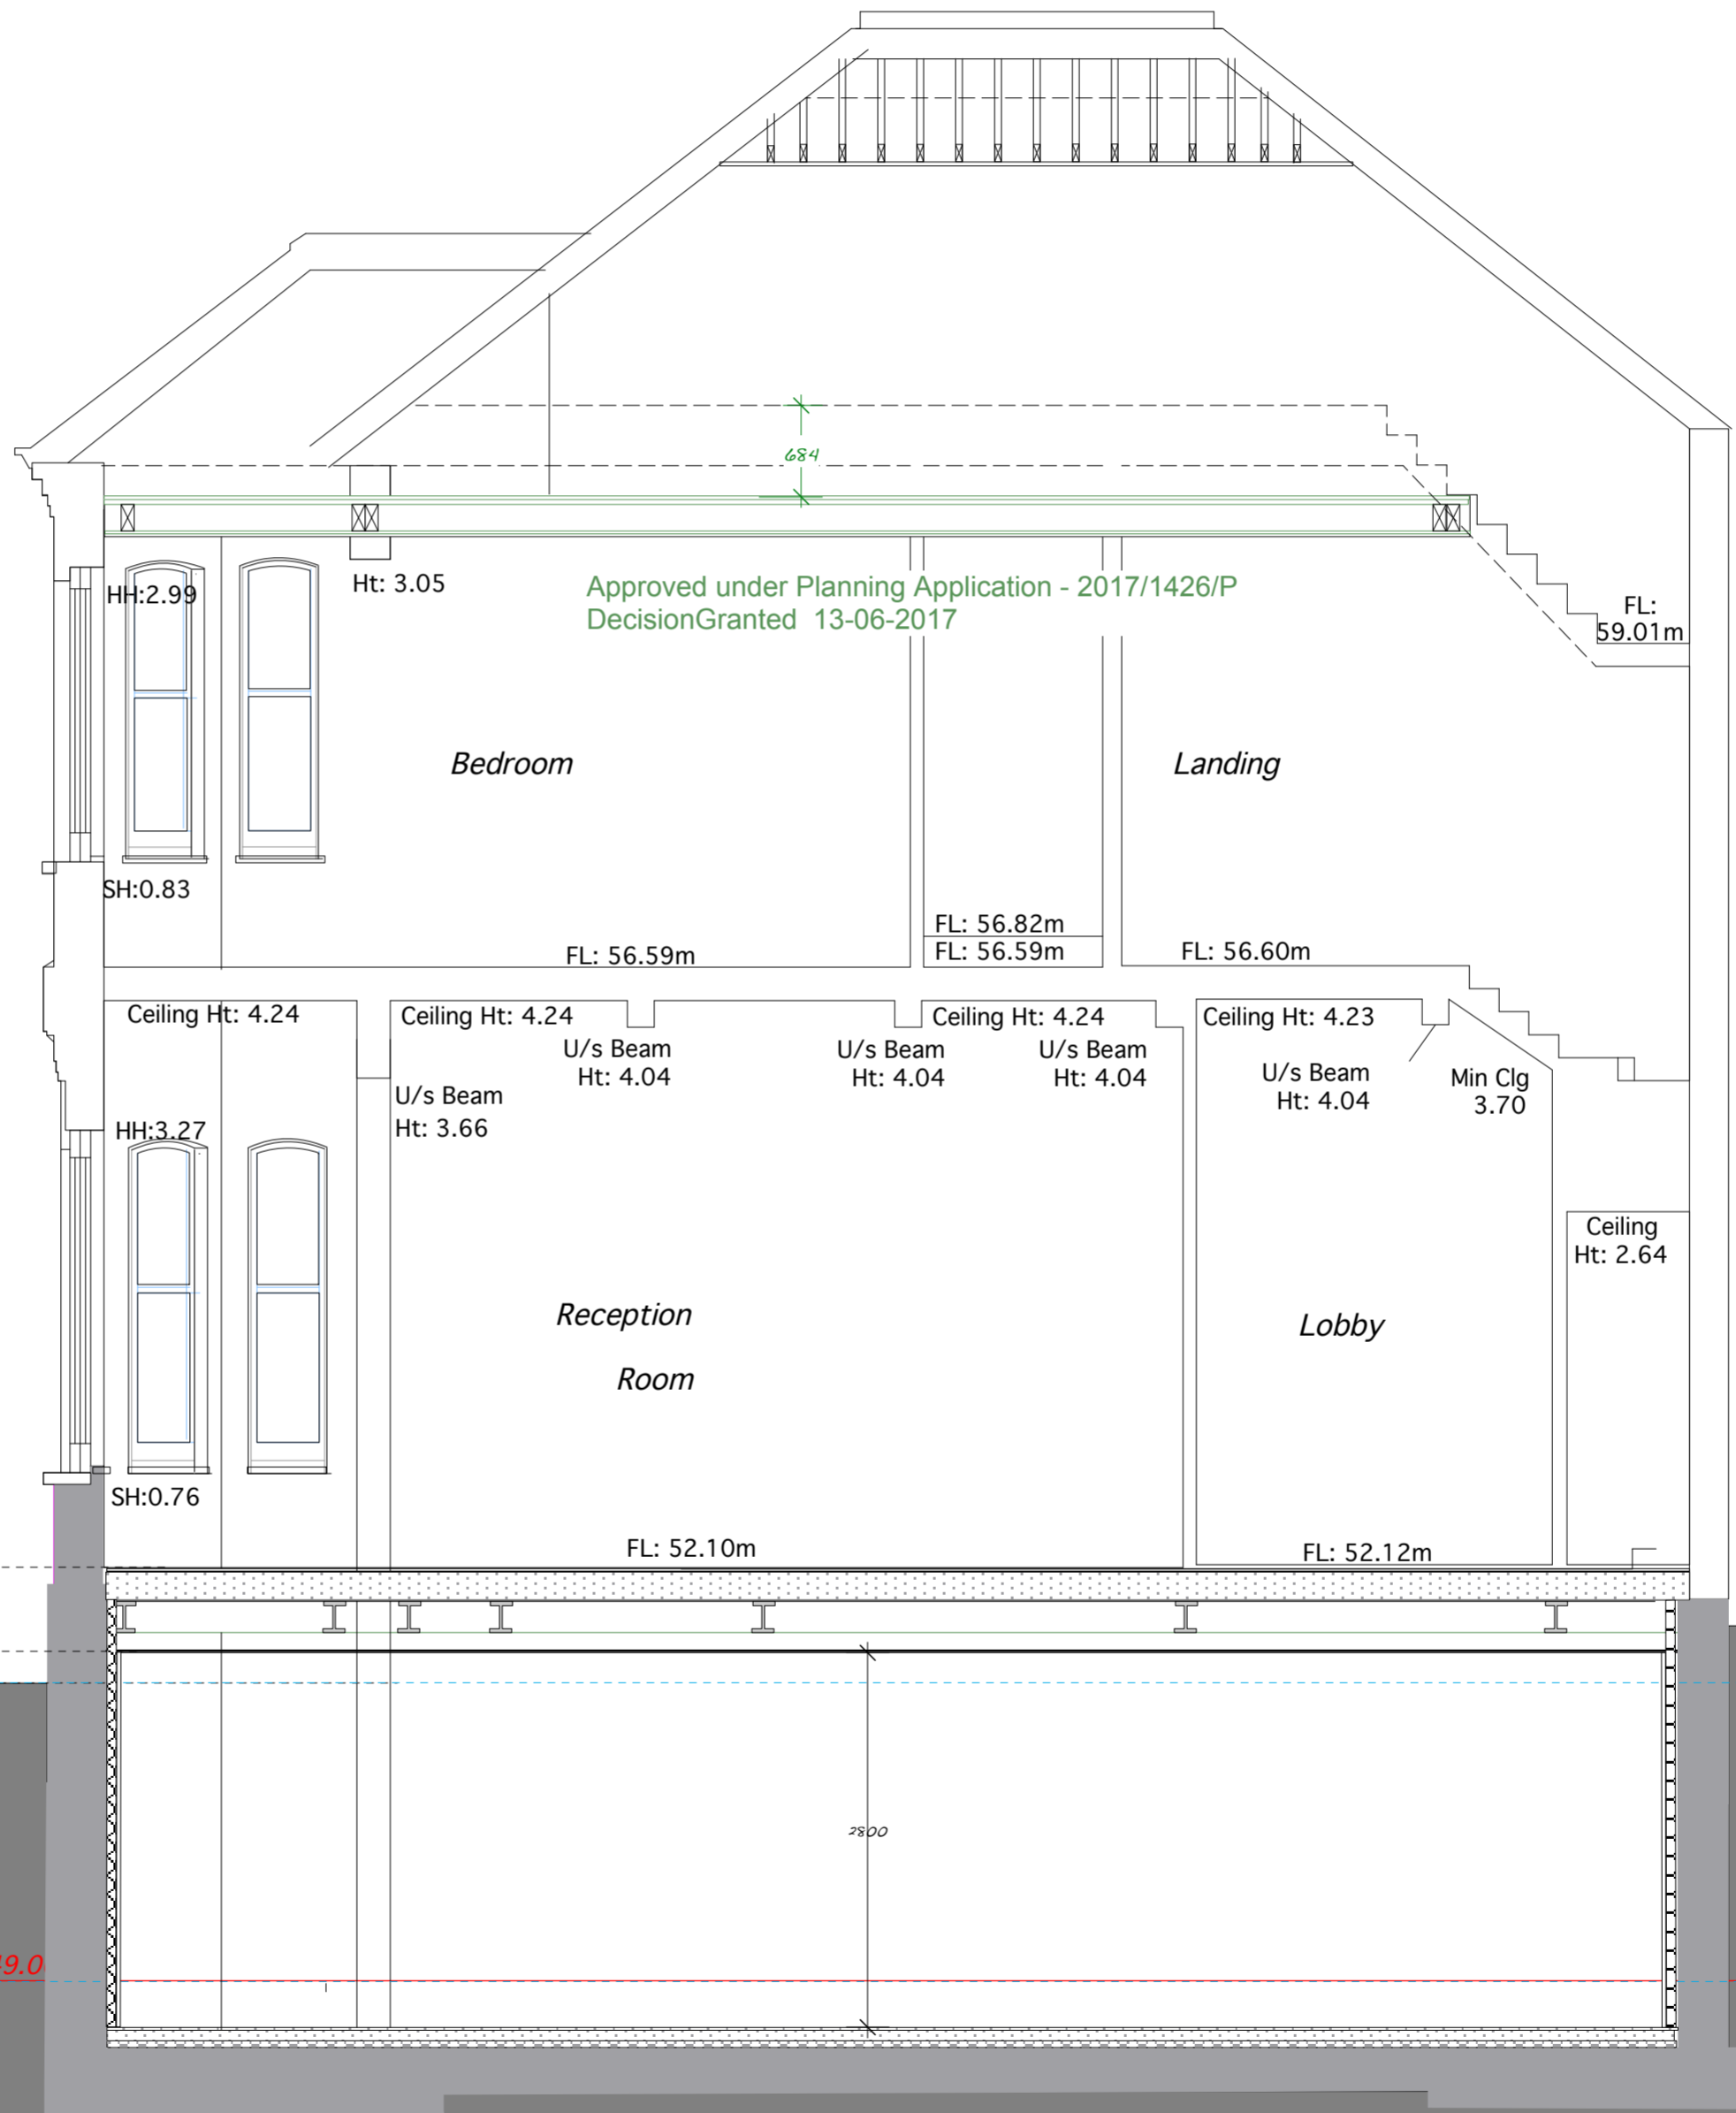 684
HH:2.99
Ht: 3.05
Approved under Planning Application - 2017/1426/P
DecisionGranted 13-06-2017
FL:
59.01m
Bedroom
Landing
SH:0.83
FL: 56.59m
FL: 56.82m
FL: 56.59m
FL: 56.60m
Ceiling Ht: 4.24
Ceiling Ht: 4.24
Ceiling Ht: 4.24
Ceiling Ht: 4.23
U/s Beam
Ht: 4.04
U/s Beam
Ht: 4.04
U/s Beam
Ht: 4.04
U/s Beam
Ht: 4.04
Min Clg
3.70
U/s Beam
Ht: 3.66
HH:3.27
Ceiling
Ht: 2.64
Reception
Room
Lobby
SH:0.76
FL: 52.10m
FL: 52.12m
2800
9.0